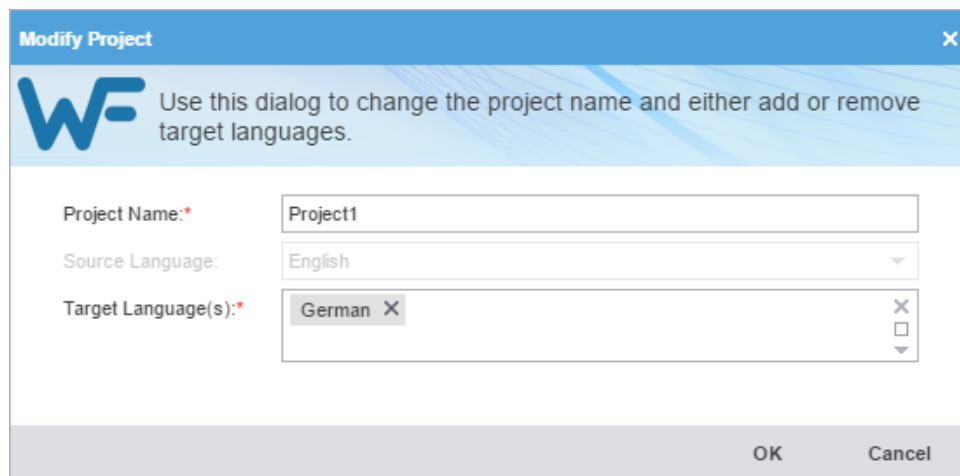 Modify Project
WF
Use this dialog to change the project name and either add or remove
target languages.
Project Name:* Project1
Source Language: English
Target Language(s):* German
OK Cancel